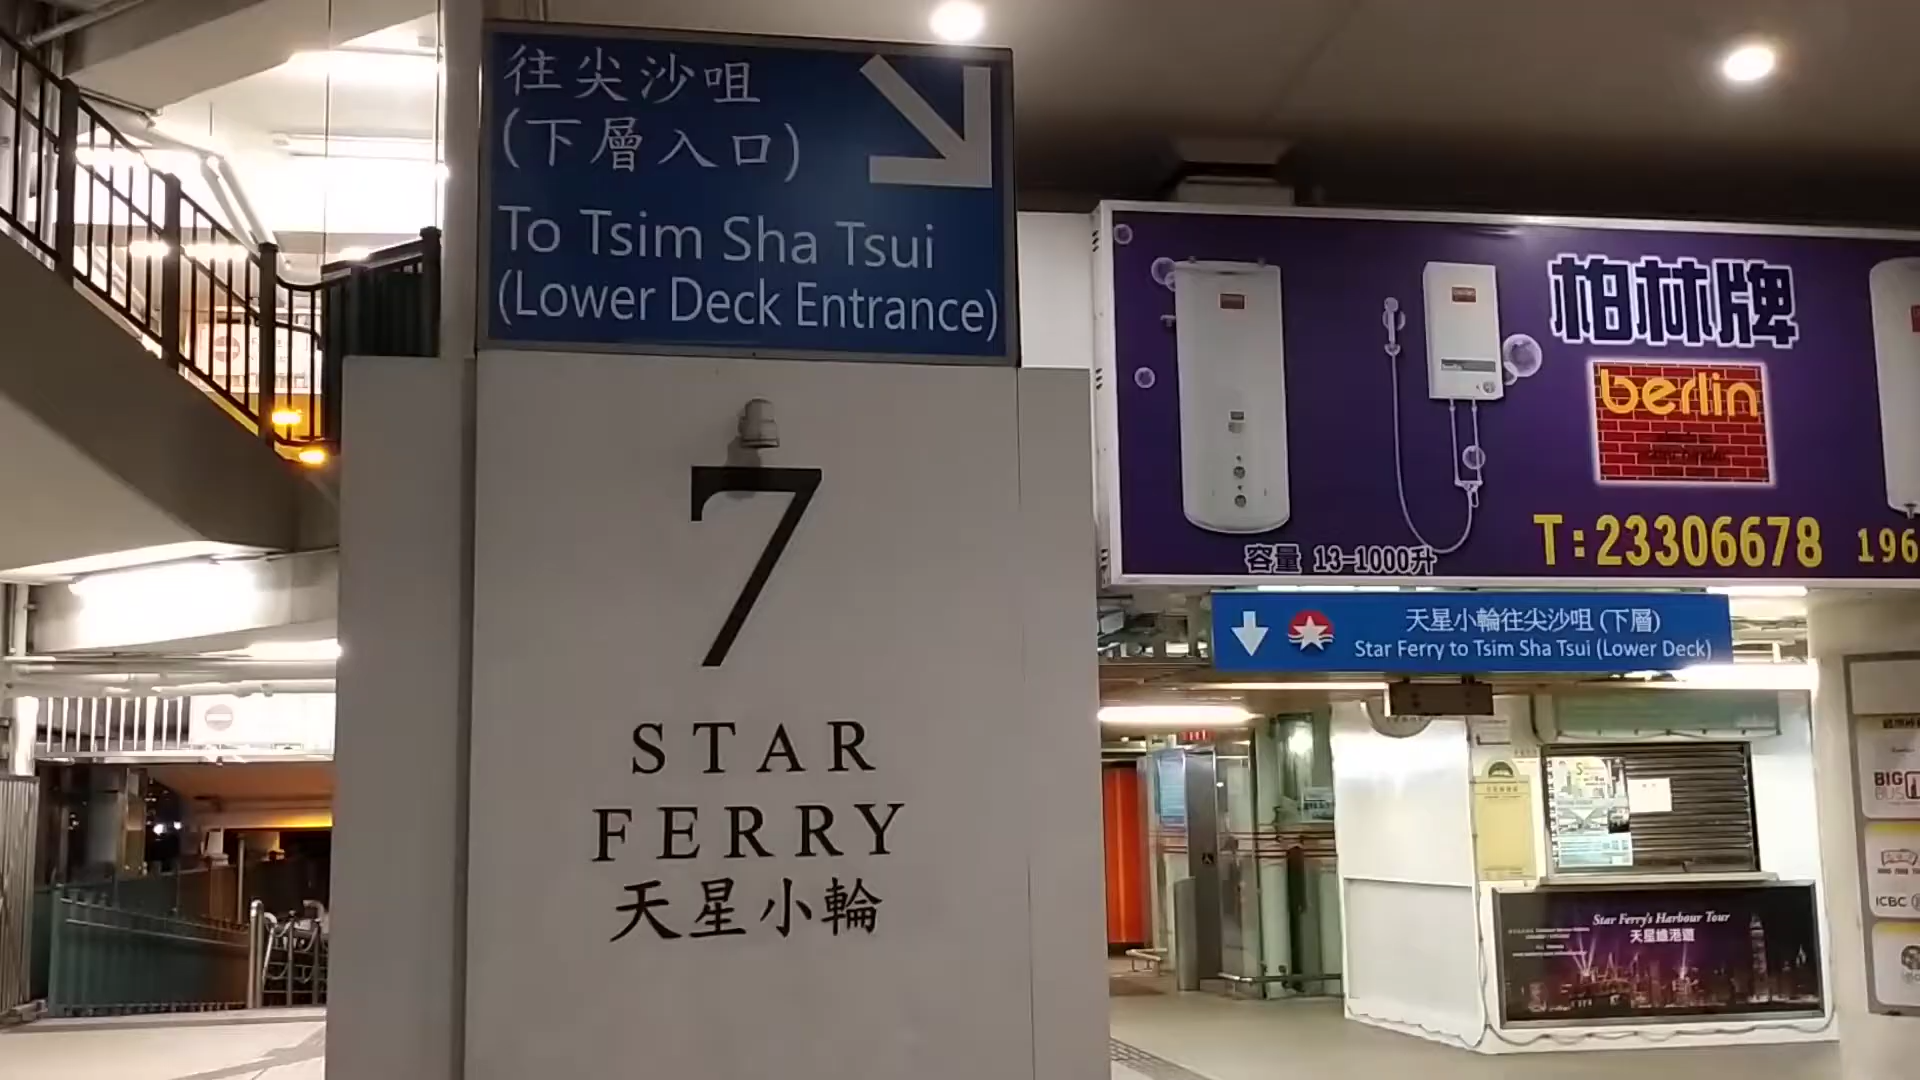 往尖沙咀
(下層入口)
To Tsim Sha Tsui
(Lower Deck Entrance)
7
STAR
FERRY
天星小輪
柏林牌
berlin
容量 13-1000升
T:23306678 196
天星小輪往尖沙咀 (下層)
Star Ferry to Tsim Sha Tsui (Lower Deck)
Star Ferry's Harbour Tour
天星維港遊
BIG
BUS
ICBC